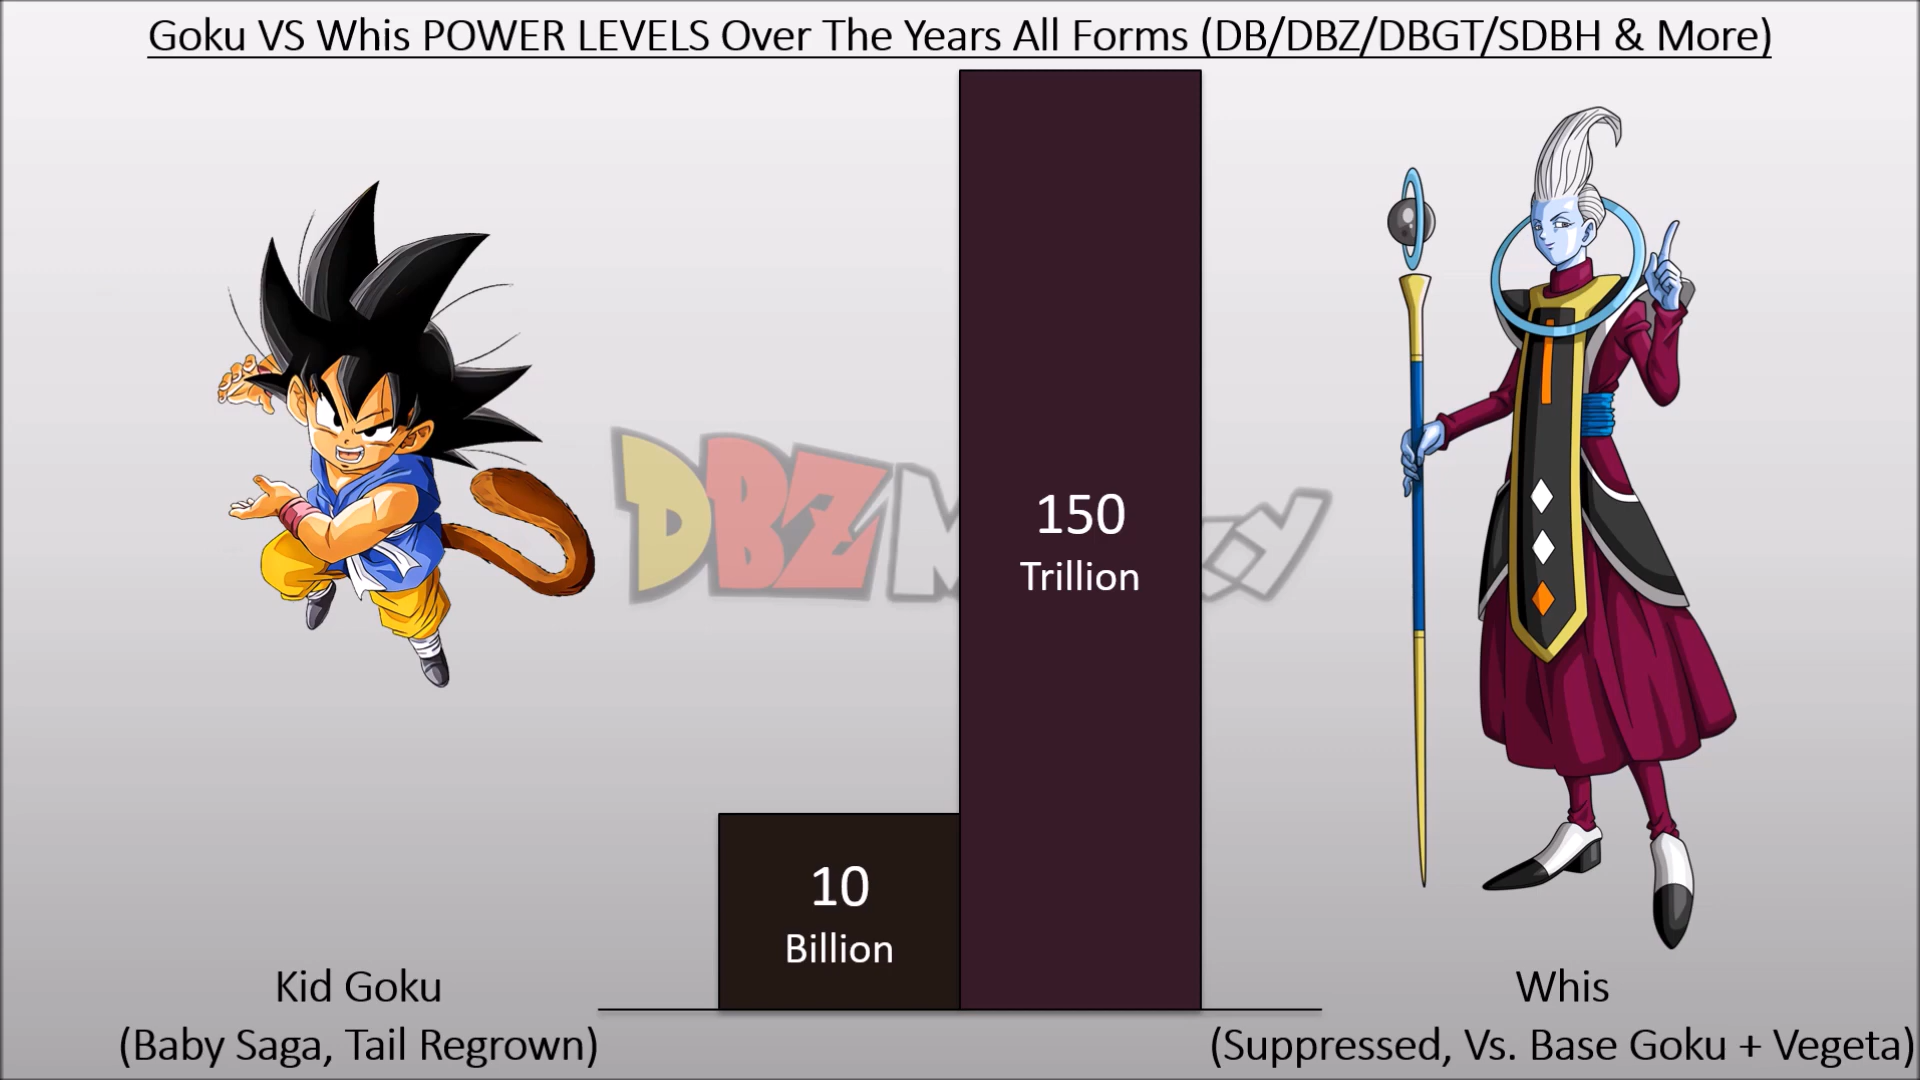 Goku VS Whis POWER LEVELS Over The Years All Forms (DB/DBZ/DBGT/SDBH & More)
DBZ
150
Trillion
10
Billion
Kid Goku
(Baby Saga, Tail Regrown)
Whis
(Suppressed, Vs. Base Goku + Vegeta)